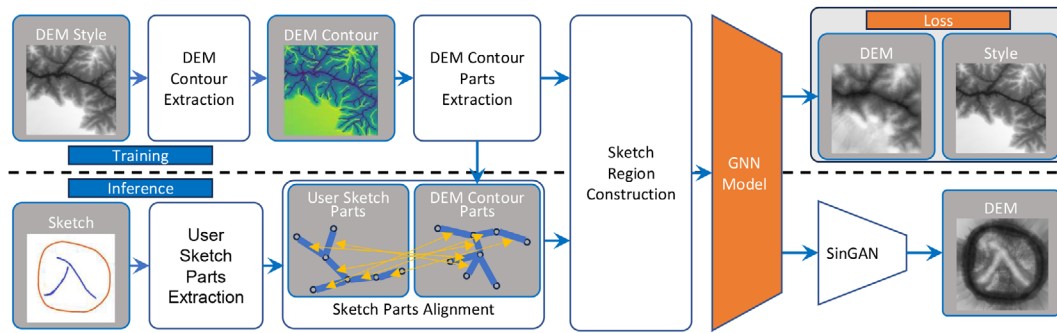 DEM Style
DEM
Contour
Extraction
DEM Contour
DEM Contour
Parts
Extraction
Sketch
Region
Construction
GNN
Model
Loss
DEM
Style
Training
Inference
Sketch
User
Sketch
Parts
Extraction
User Sketch
Parts
DEM Contour
Parts
Sketch Parts Alignment
SinGAN
DEM